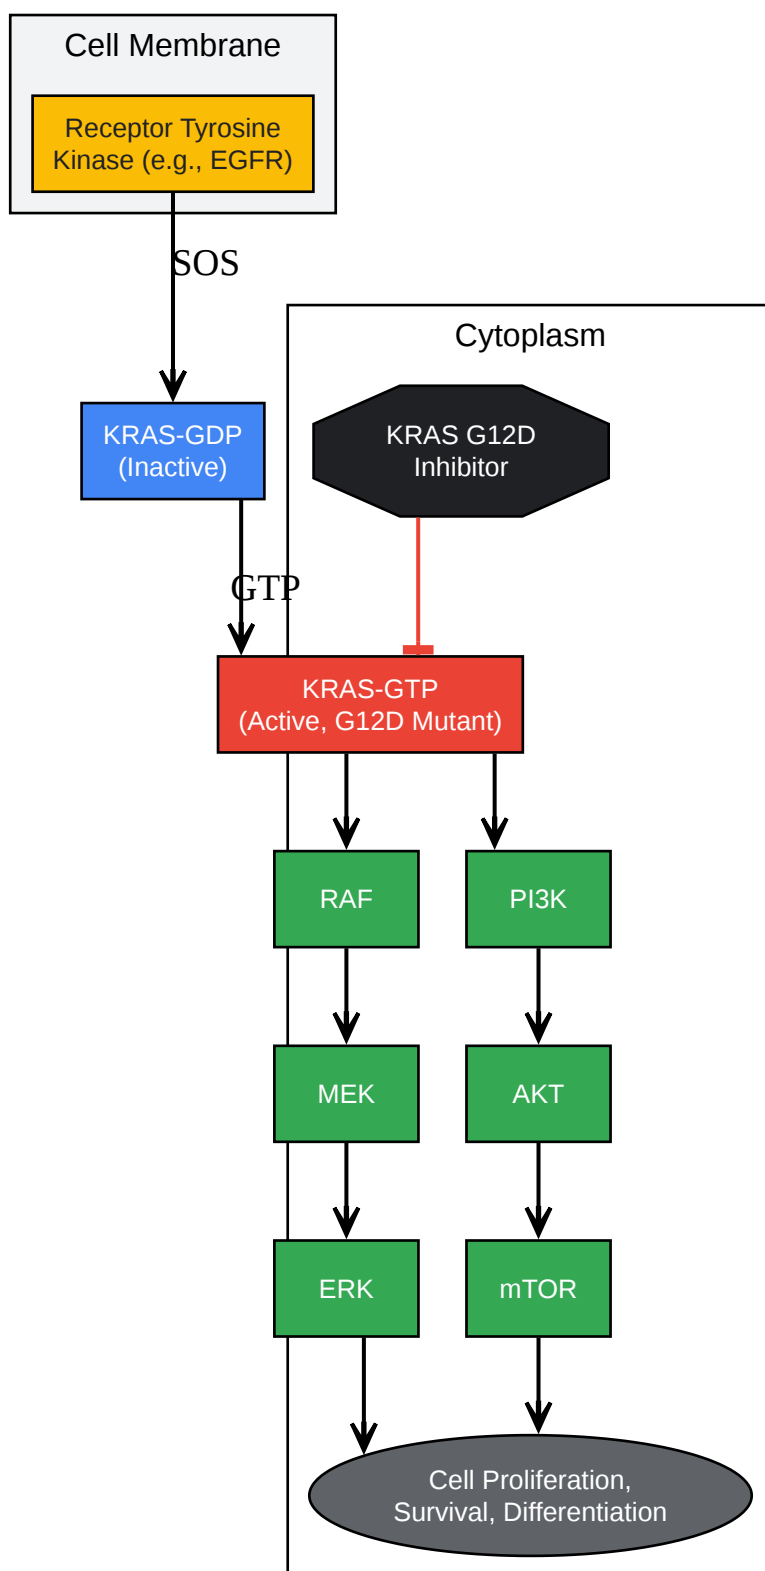 Cell Membrane
Receptor Tyrosine
Kinase (e.g., EGFR)
SOS
Cytoplasm
KRAS-GDP
(Inactive)
KRAS G12D
Inhibitor
GTP
KRAS-GTP
(Active, G12D Mutant)
RAF
PI3K
MEK
AKT
ERK
mTOR
Cell Proliferation,
Survival, Differentiation